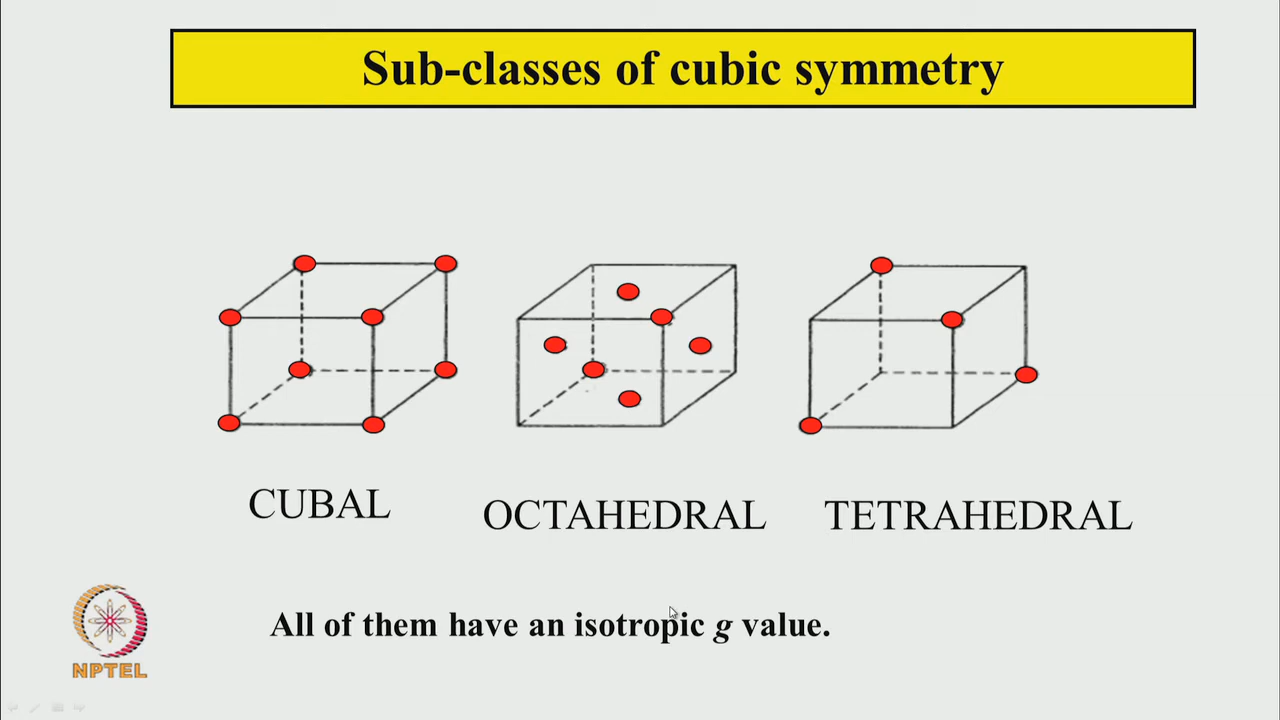 Sub-classes of cubic symmetry
CUBAL
OCTAHEDRAL
TETRAHEDRAL
All of them have an isotropic g value.
NPTEL